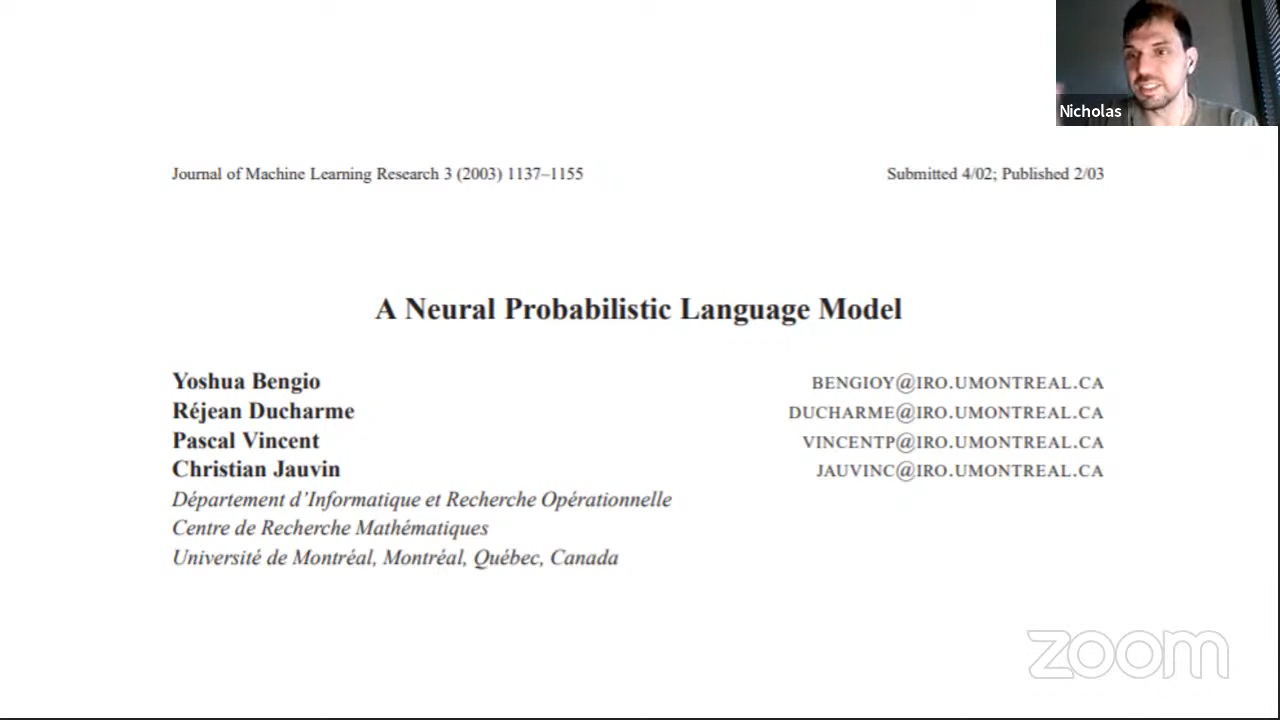 Nicholas
Journal of Machine Learning Research 3 (2003) 1137–1155 Submitted 4/02; Published 2/03
A Neural Probabilistic Language Model
Yoshua Bengio BENGIOY@IRO.UMONTREAL.CA
Réjean Ducharme DUCHARME@IRO.UMONTREAL.CA
Pascal Vincent VINCENTP@IRO.UMONTREAL.CA
Christian Jauvin JAUVINC@IRO.UMONTREAL.CA
Département d'Informatique et Recherche Opérationnelle
Centre de Recherche Mathématiques
Université de Montréal, Montréal, Québec, Canada
zoom